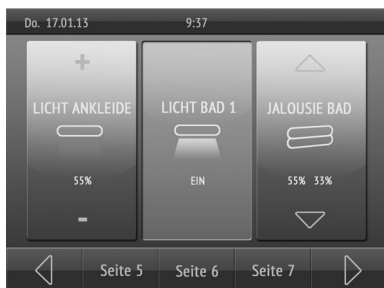 Do. 17.01.13 9:37
+
LICHT ANKLEIDE LICHT BAD 1 JALOUSIE BAD
55% EIN 55% 33%
-
Seite 5 Seite 6 Seite 7